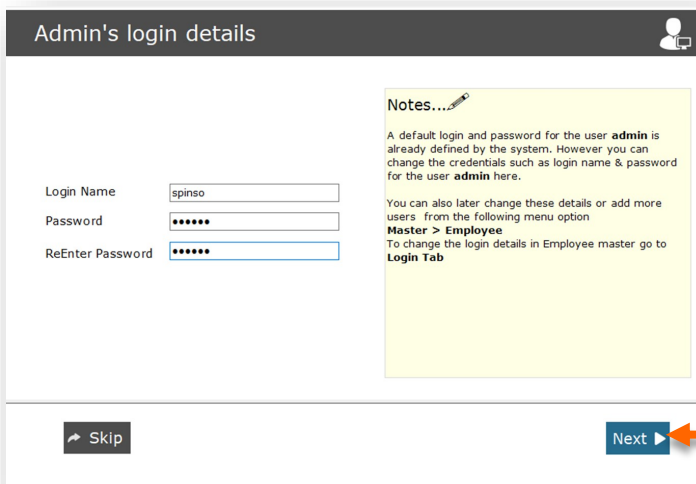 Admin's login details
Notes...
A default login and password for the user admin is
already defined by the system. However you can
change the credentials such as login name & password
for the user admin here.
You can also later change these details or add more
users from the following menu option
Master > Employee
To change the login details in Employee master go to
Login Tab
Login Name spinso
Password ••••••
ReEnter Password ••••••
Skip
Next